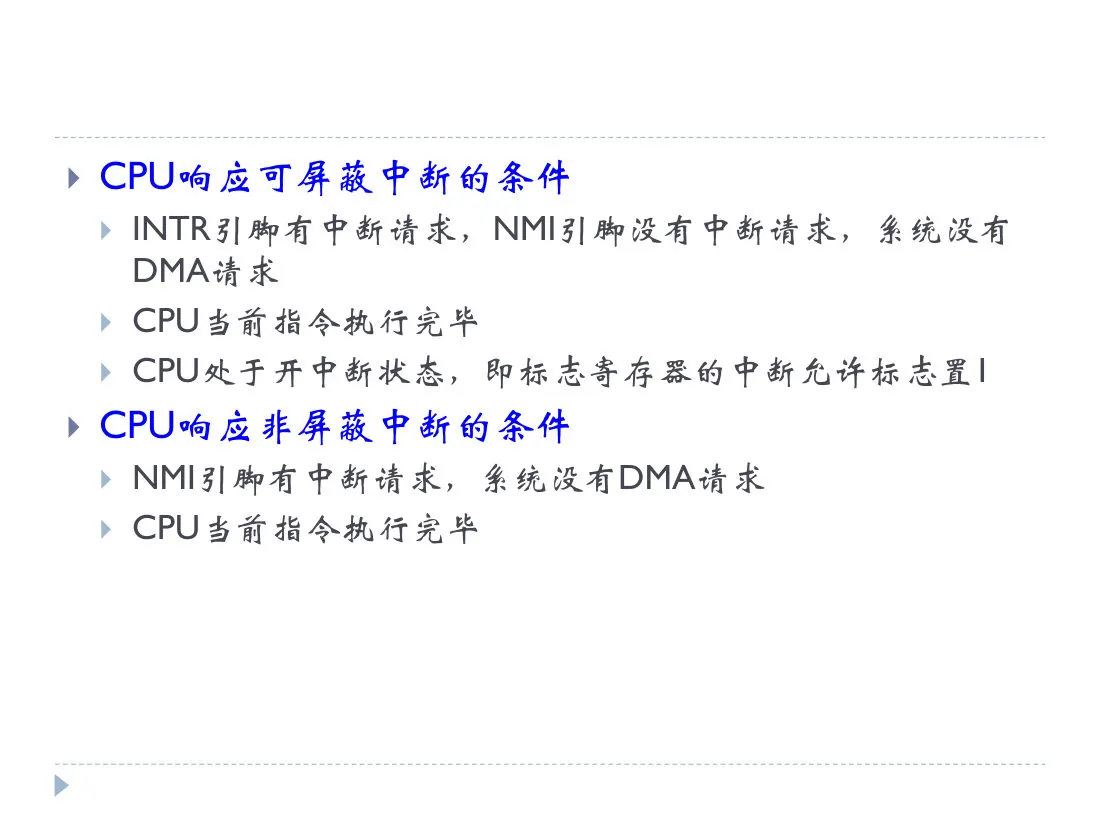 CPU响应可屏蔽中断的条件
INTR引脚有中断请求，NMI引脚没有中断请求，系统没有
DMA请求
CPU当前指令执行完毕
CPU处于开中断状态，即标志寄存器的中断允许标志置1
CPU响应非屏蔽中断的条件
NMI引脚有中断请求，系统没有DMA请求
CPU当前指令执行完毕